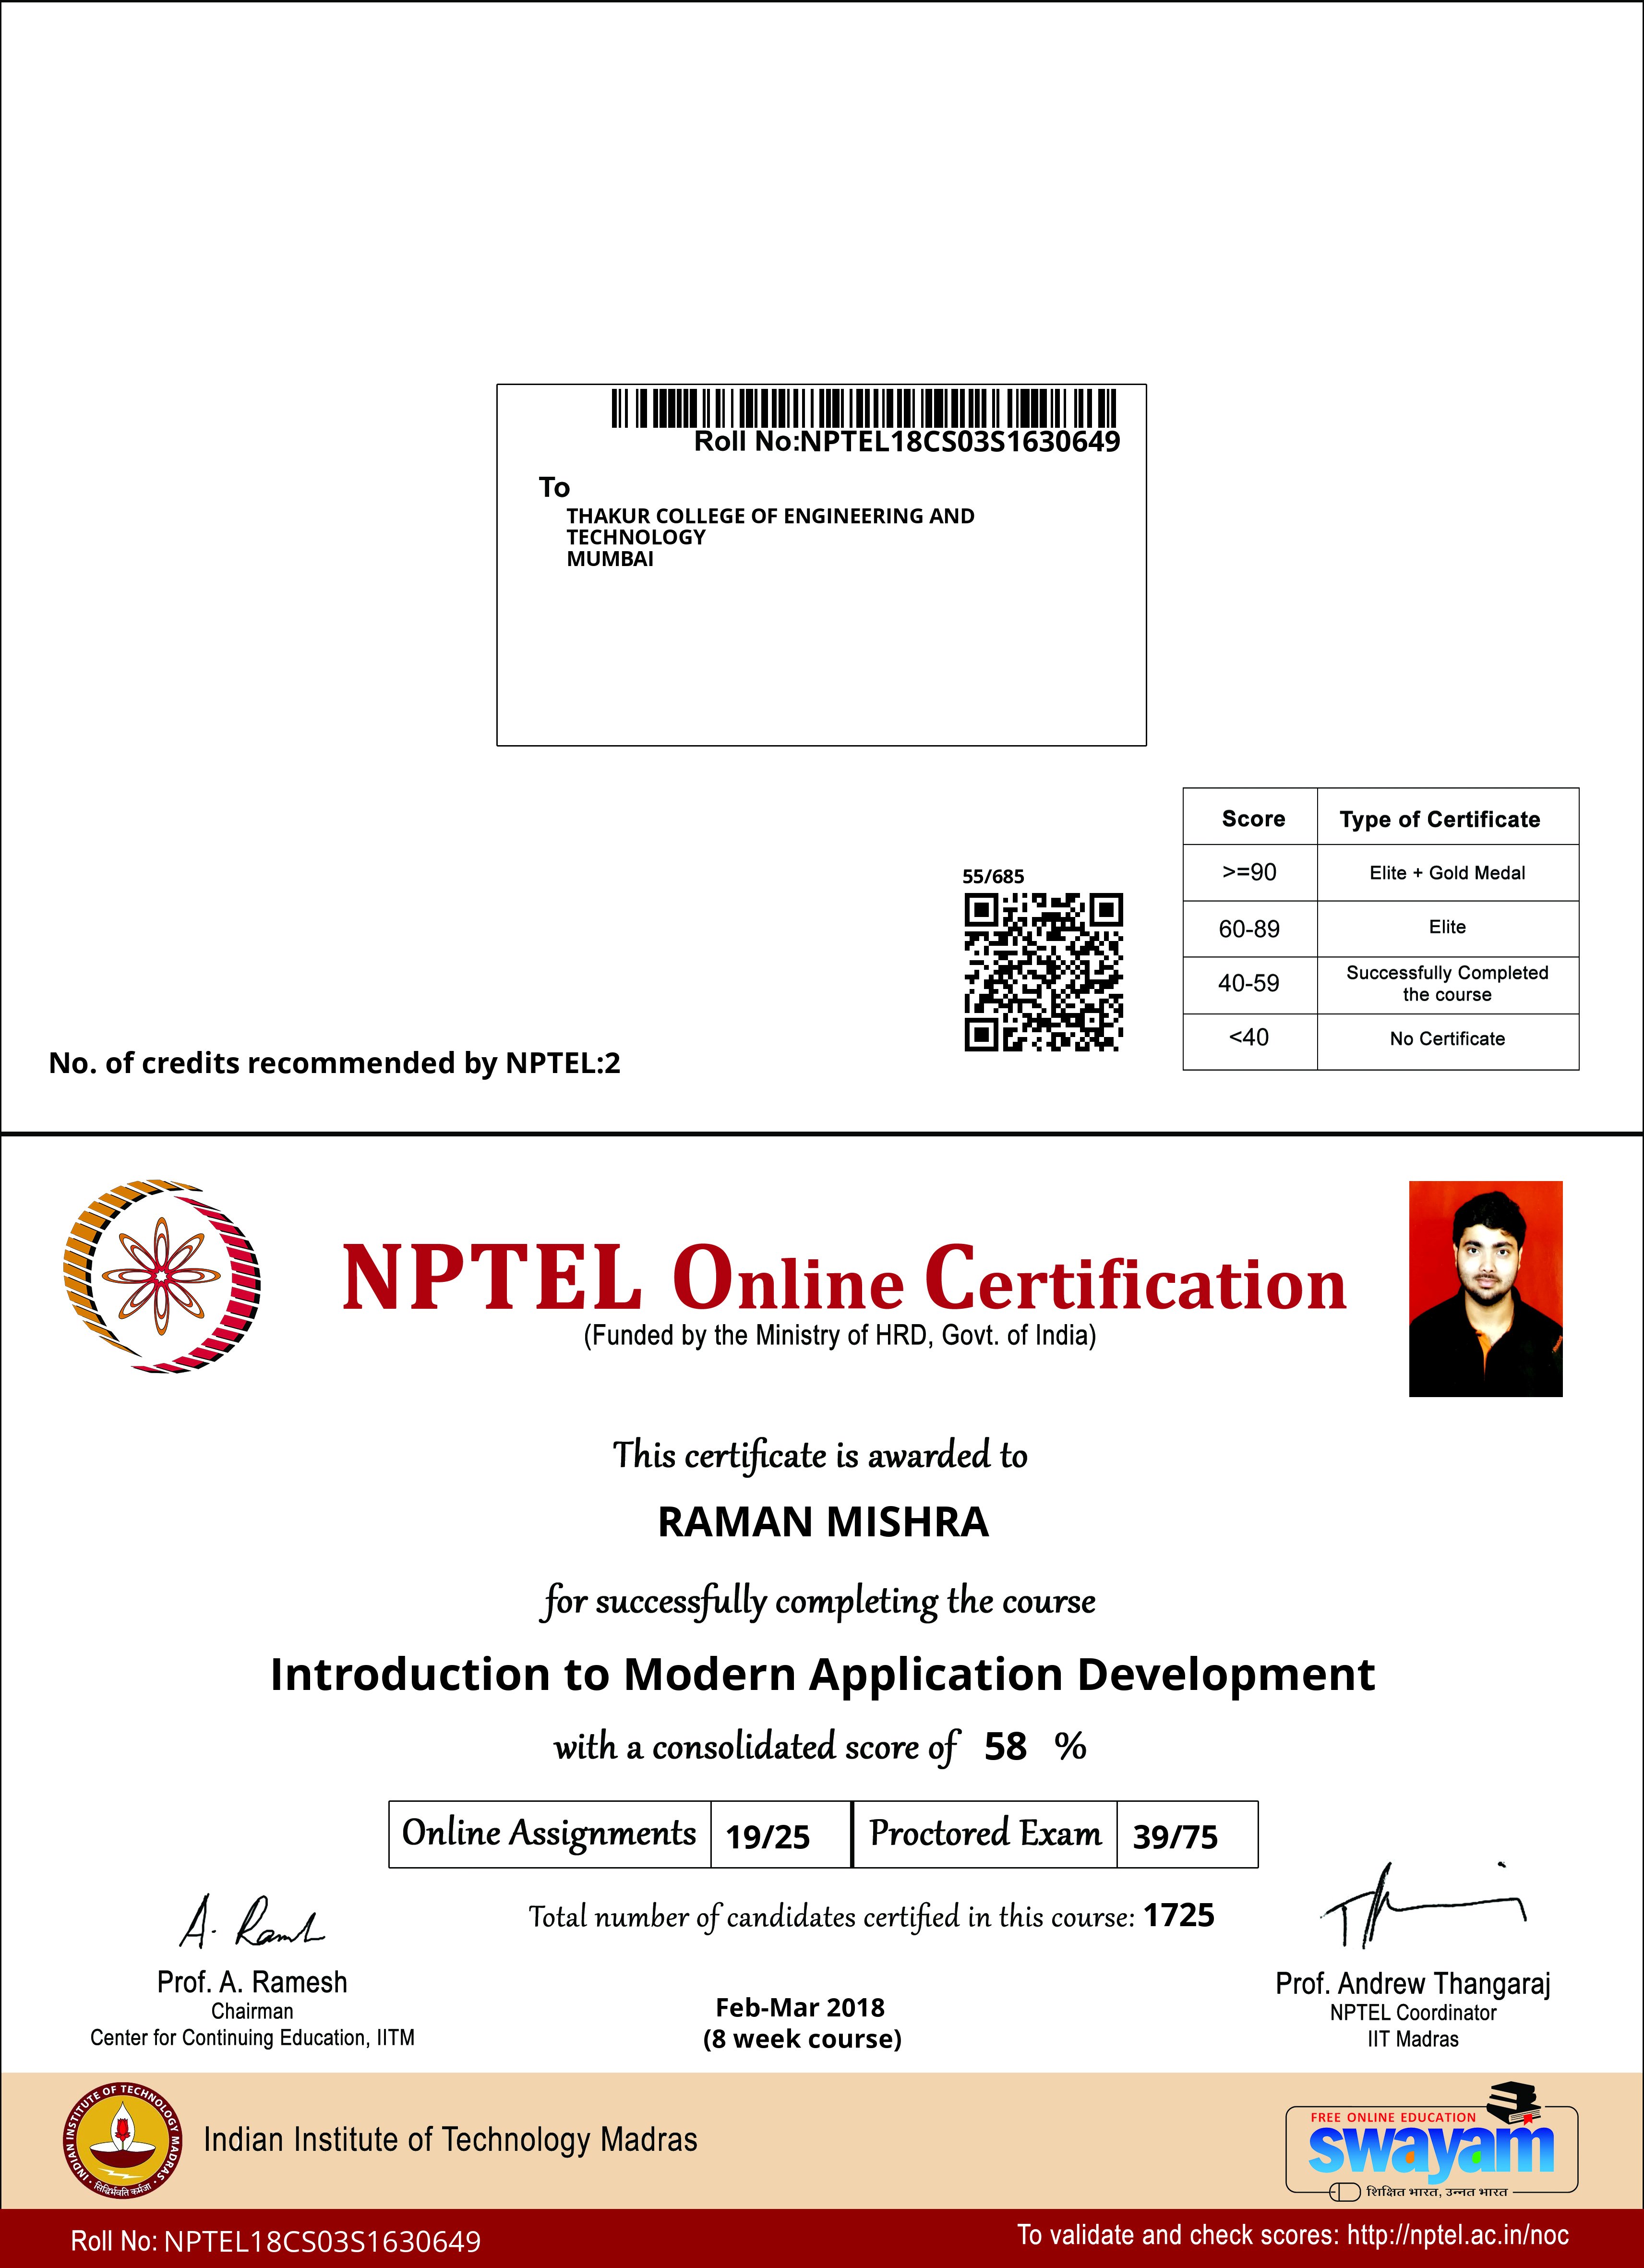 Roll No:NPTEL18CS03S1630649
To
THAKUR COLLEGE OF ENGINEERING AND
TECHNOLOGY
MUMBAI
Score Type of Certificate
>=90 Elite + Gold Medal
60-89 Elite
40-59 Successfully Completed
the course
<40 No Certificate
55/685
No. of credits recommended by NPTEL:2
NPTEL Online Certification
(Funded by the Ministry of HRD, Govt. of India)
This certificate is awarded to
RAMAN MISHRA
for successfully completing the course
Introduction to Modern Application Development
with a consolidated score of 58 %
Online Assignments 19/25 Proctored Exam 39/75
Total number of candidates certified in this course: 1725
A. Ramesh
Prof. A. Ramesh
Chairman
Center for Continuing Education, IITM
Feb-Mar 2018
(8 week course)
Prof. Andrew Thangaraj
NPTEL Coordinator
IIT Madras
INDIAN INSTITUTE OF TECHNOLOGY MADRAS
सिद्धिर्भवति कर्मजा
Indian Institute of Technology Madras
FREE ONLINE EDUCATION
swayam
शिक्षित भारत, उन्नत भारत
Roll No: NPTEL18CS03S1630649
To validate and check scores: http://nptel.ac.in/noc